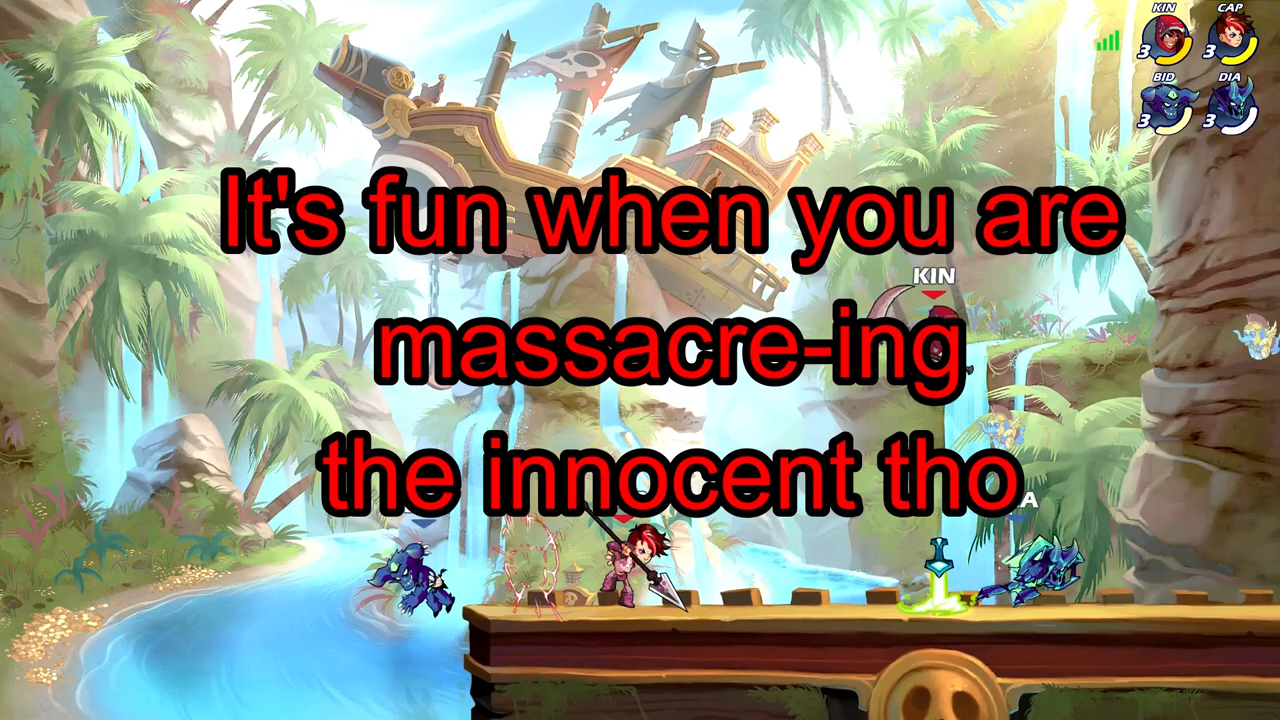 KIN CAP
3 3
BID DIA
3 3
It's fun when you are
KIN
massacre-ing
the innocent tho
A